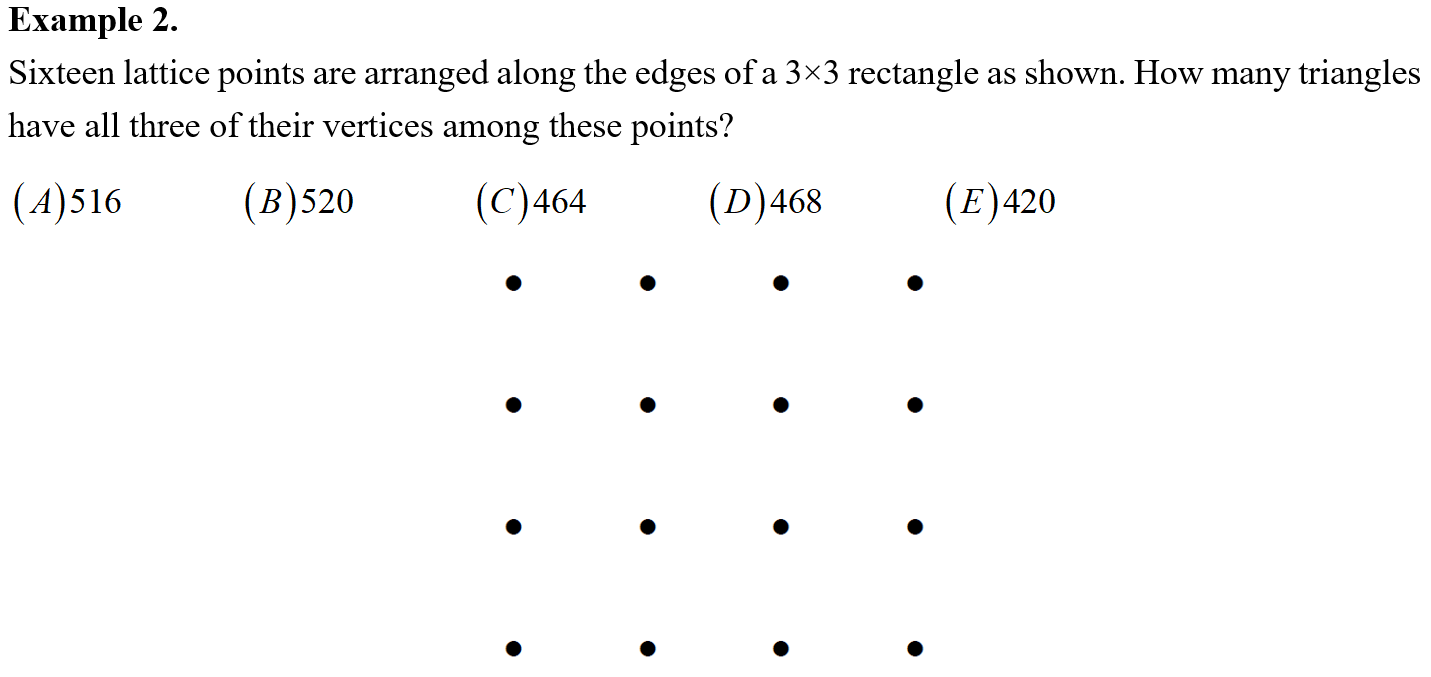 Example 2.
Sixteen lattice points are arranged along the edges of a 3×3 rectangle as shown. How many triangles
have all three of their vertices among these points?
(A)516 (B)520 (C)464 (D)468 (E)420